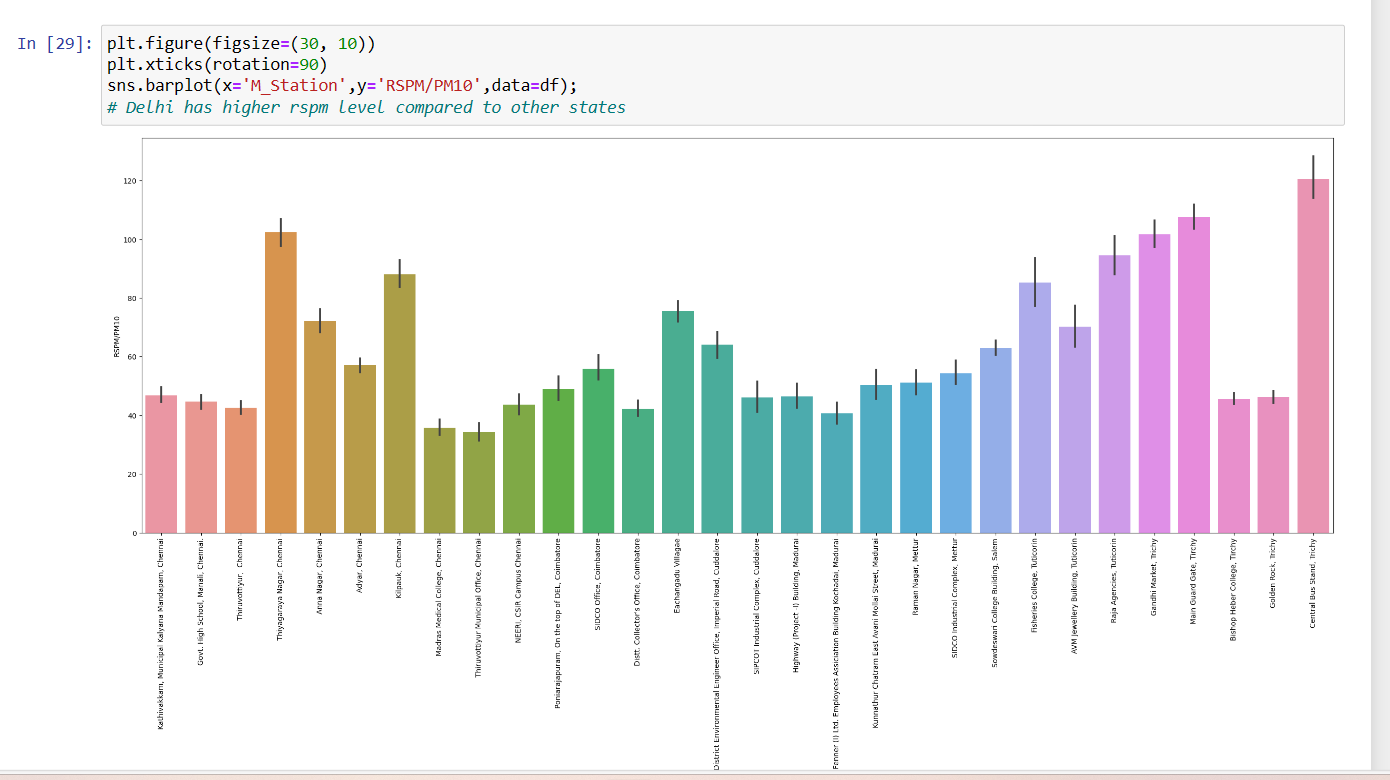 In [29]:
plt.figure(figsize=(30, 10))
plt.xticks(rotation=90)
sns.barplot(x='M_Station',y='RSPM/PM10',data=df);
# Delhi has higher rspm level compared to other states
120
100
80
60
40
20
0
RSPM/PM10
Kathivakkam, Municipal Kalyana Mandapam, Chennai
Govt. High School, Manali, Chennai.
Thiruvottiyur, Chennai
Thiyagaraya Nagar, Chennai
Anna Nagar, Chennai
Adyar, Chennai
Kilpauk, Chennai
Madras Medical College, Chennai
Thiruvottiyur Municipal Office, Chennai
NEERI, CSIR Campus Chennai
Poniarajapuram, On the top of DEL, Coimbatore
SIDCO Office, Coimbatore
Distt. Collector's Office, Coimbatore
Eachangadu Villagae
District Environmental Engineer Office, Imperial Road, Cuddalore
SIPCOT Industrial Complex, Cuddalore
Highway (Project -I) Building, Madurai
Fenner (I) Ltd. Employees Assiciation Building Kochadai, Madurai
Kunnathur Chatram East Avani Mollai Street, Madurai
Raman Nagar, Mettur
SIDCO Industrial Complex, Mettur
Sowdeswari College Building, Salem
Fisheries College, Tuticorin
AVM Jewellery Building, Tuticorin
Raja Agencies, Tuticorin
Gandhi Market, Trichy
Main Guard Gate, Tirchy
Bishop Heber College, Tirchy
Golden Rock, Trichy
Central Bus Stand, Trichy